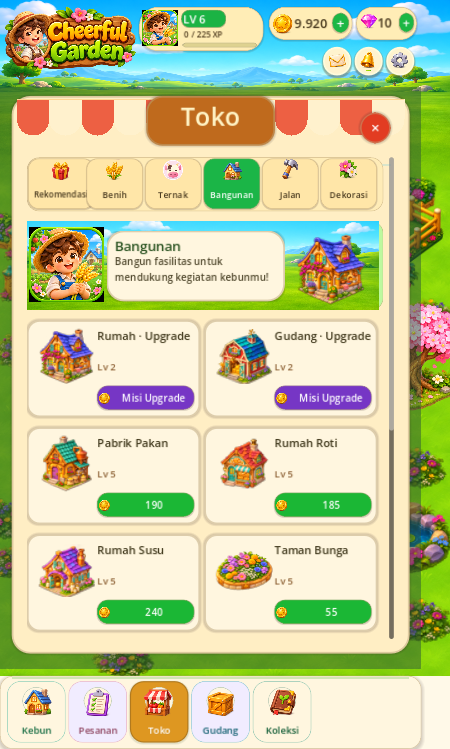 Cheerful
Garden
LV 6
0 / 225 XP
9.920
+
10
+
Toko
×
Rekomendasi
Benih
Ternak
Bangunan
Jalan
Dekorasi
Bangunan
Bangun fasilitas untuk
mendukung kegiatan kebunmu!
Rumah · Upgrade
Lv 2
Misi Upgrade
Gudang · Upgrade
Lv 2
Misi Upgrade
Pabrik Pakan
Lv 5
190
Rumah Roti
Lv 5
185
Rumah Susu
Lv 5
240
Taman Bunga
Lv 5
55
Kebun
Pesanan
Toko
Gudang
Koleksi